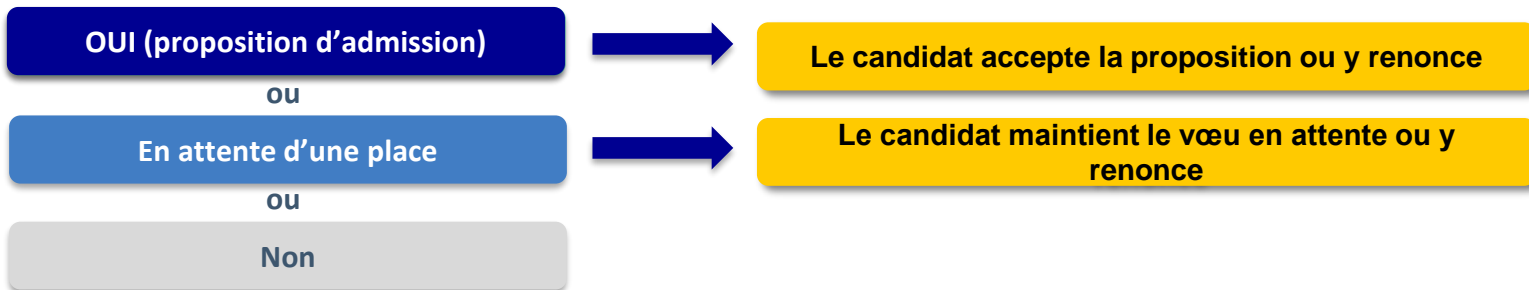 OUI (proposition d’admission)
Le candidat accepte la proposition ou y renonce
ou
En attente d’une place
Le candidat maintient le vœu en attente ou y
renonce
ou
Non